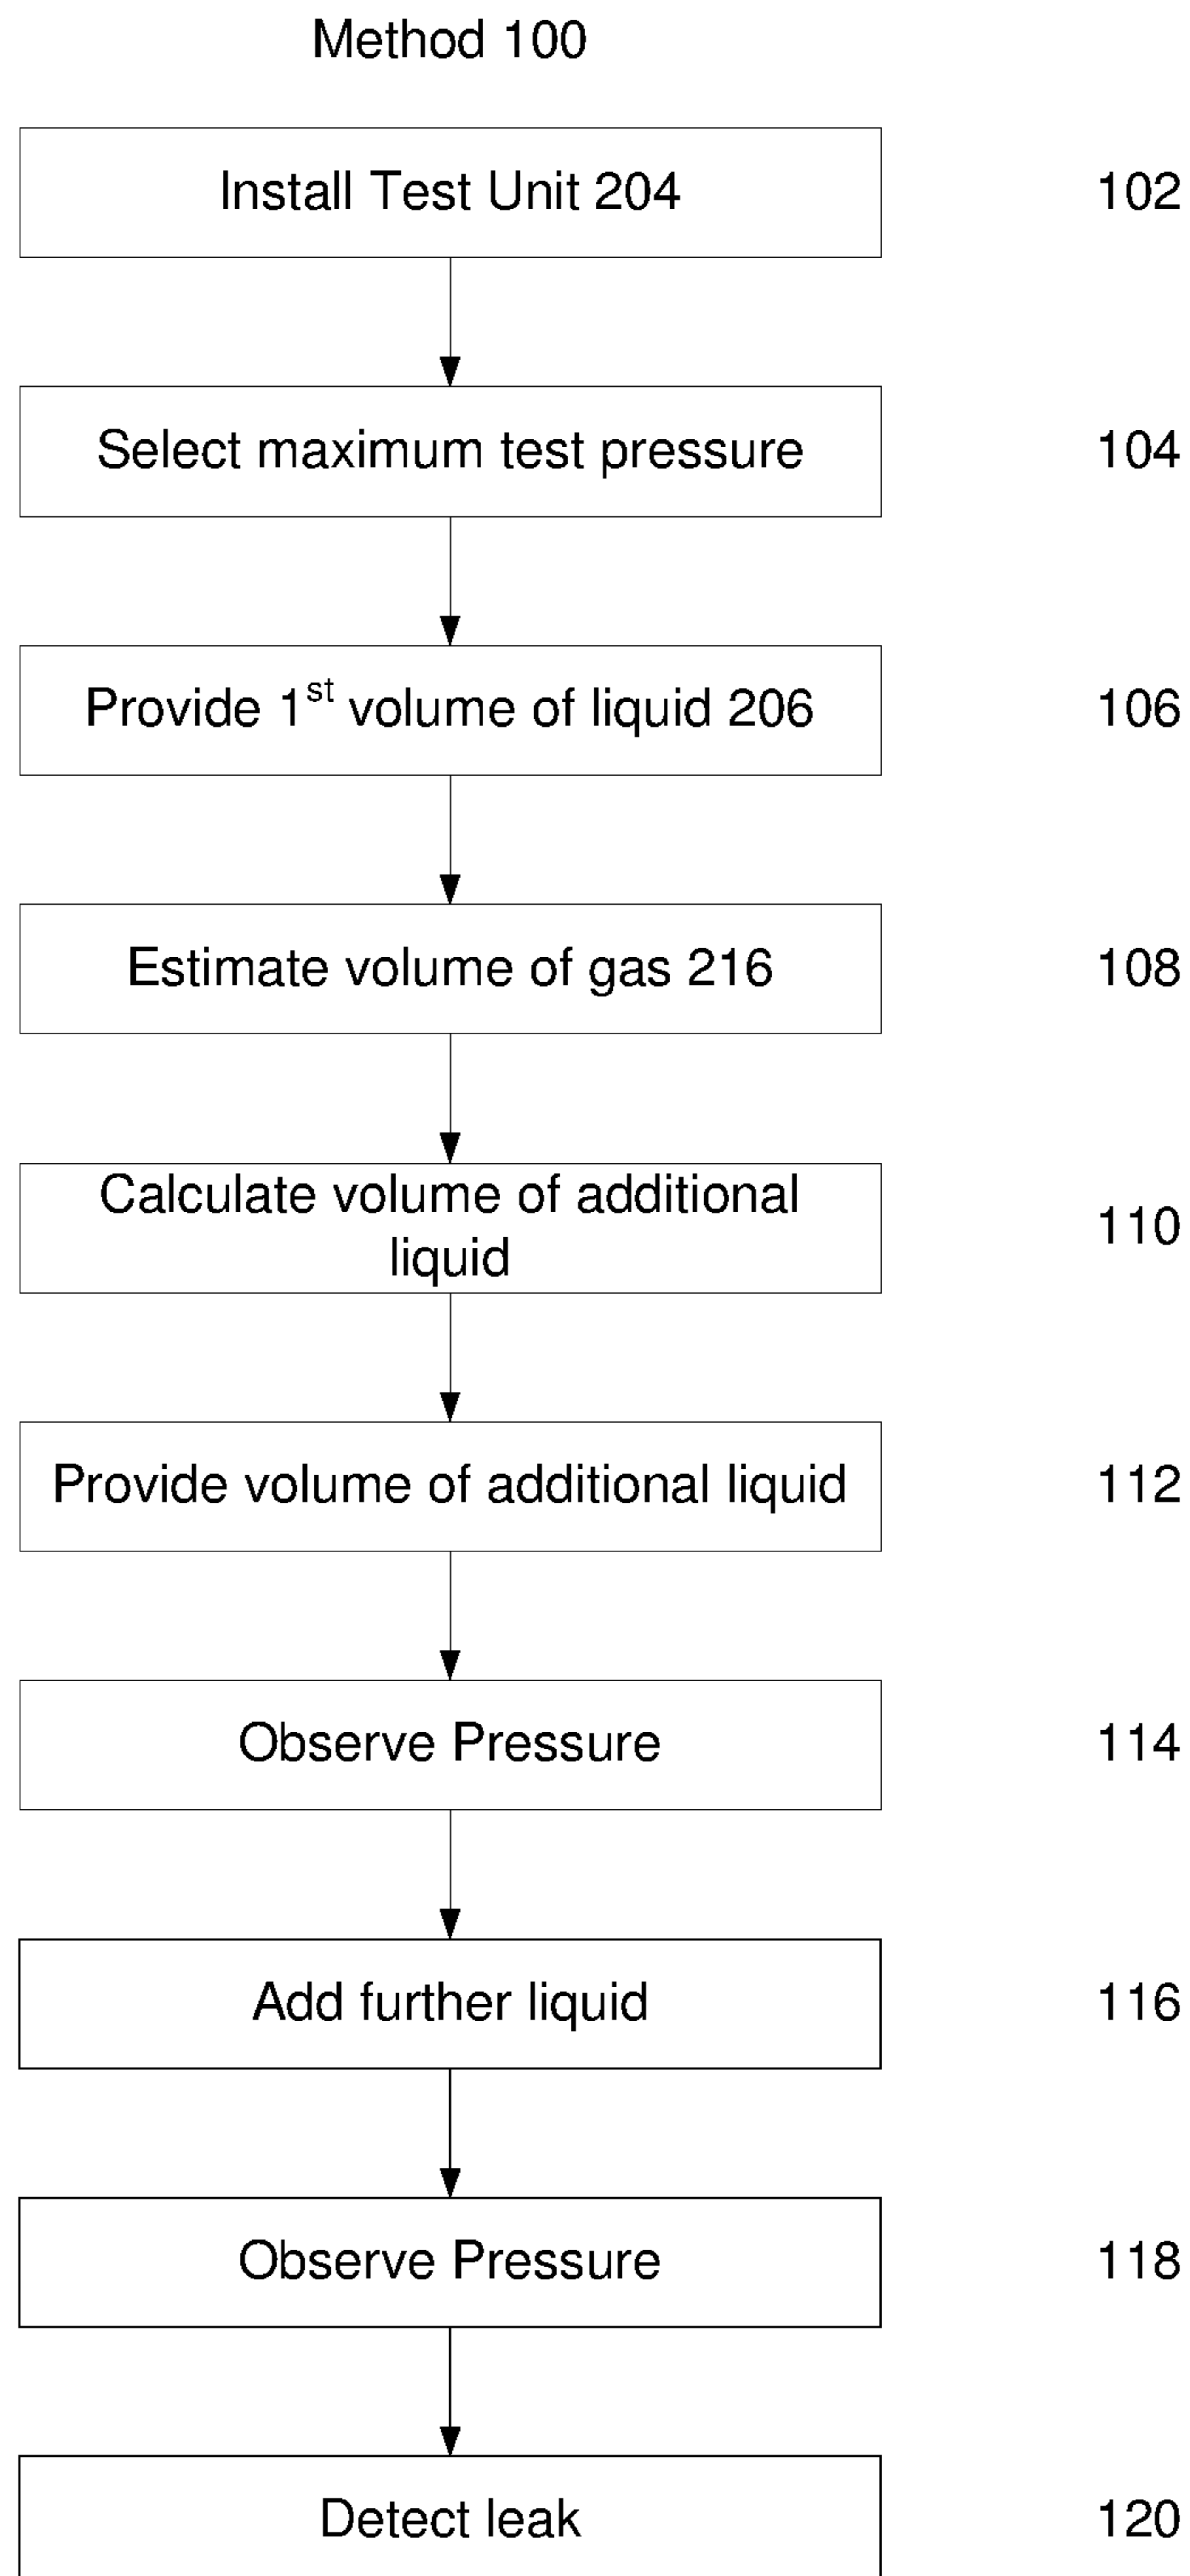 Method 100
Install Test Unit 204 102
Select maximum test pressure 104
Provide 1st volume of liquid 206 106
Estimate volume of gas 216 108
Calculate volume of additional
liquid 110
Provide volume of additional liquid 112
Observe Pressure 114
Add further liquid 116
Observe Pressure 118
Detect leak 120